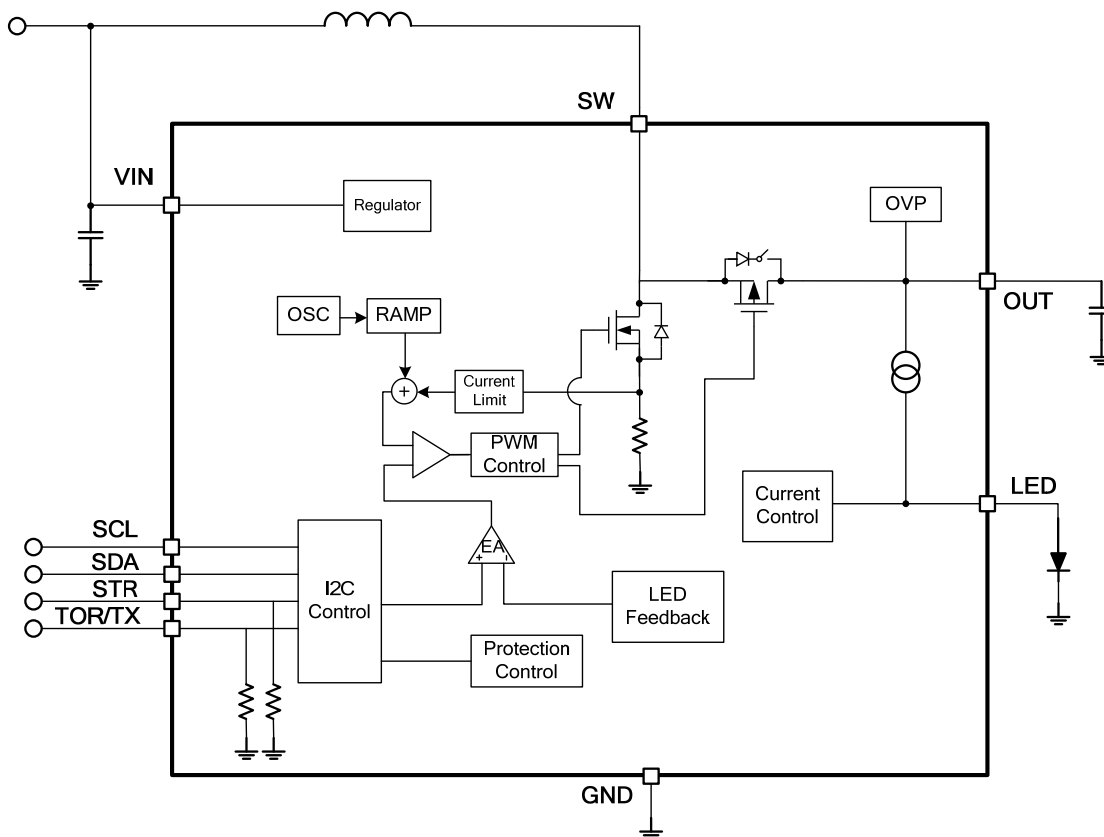 SW
VIN
Regulator
OVP
OUT
OSC
RAMP
+
Current
Limit
PWM
Control
Current
Control
LED
SCL
SDA
STR
TOR/TX
I2C
Control
EA
+ -
LED
Feedback
Protection
Control
GND